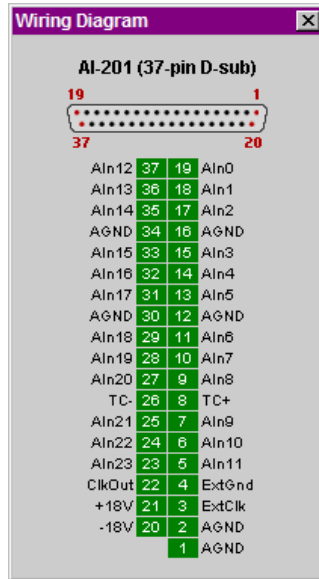 Wiring Diagram
AI-201 (37-pin D-sub)
19 1
37 20
AIn12 37 19 AIn0
AIn13 36 18 AIn1
AIn14 35 17 AIn2
AGND 34 16 AGND
AIn15 33 15 AIn3
AIn16 32 14 AIn4
AIn17 31 13 AIn5
AGND 30 12 AGND
AIn18 29 11 AIn6
AIn19 28 10 AIn7
AIn20 27 9 AIn8
TC- 26 8 TC+
AIn21 25 7 AIn9
AIn22 24 6 AIn10
AIn23 23 5 AIn11
ClkOut 22 4 ExtGnd
+18V 21 3 ExtClk
-18V 20 2 AGND
1 AGND